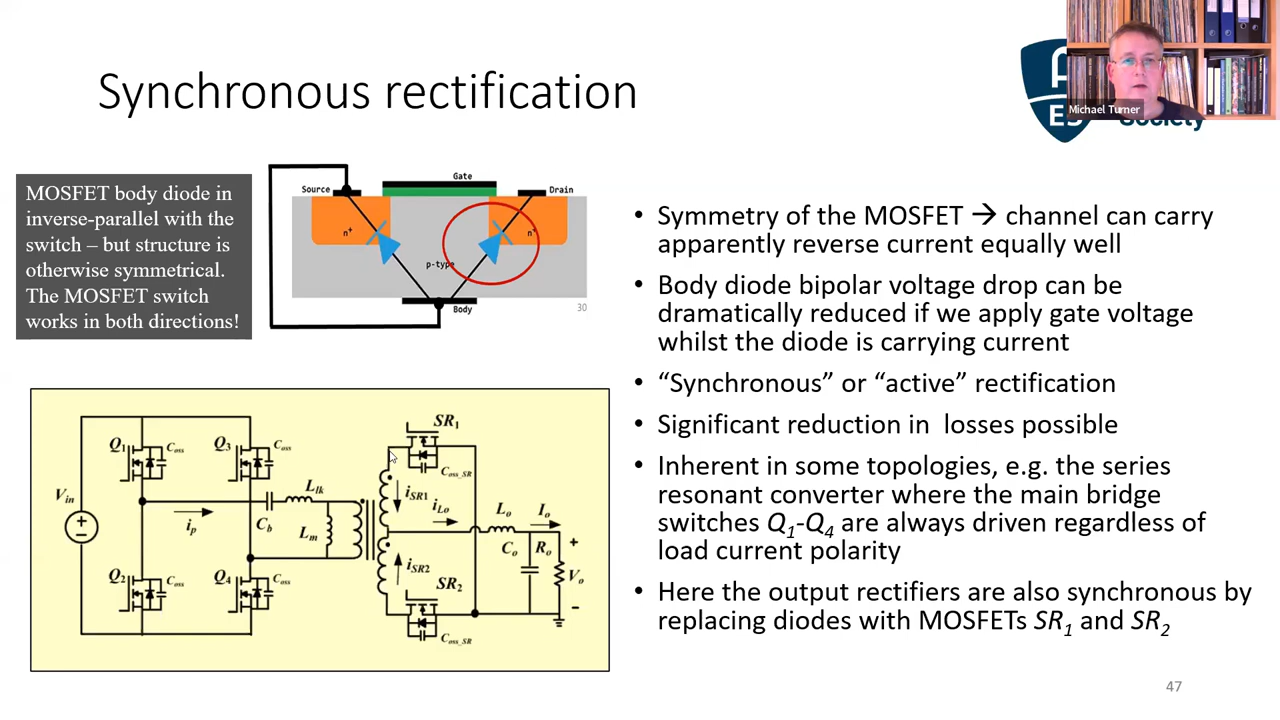 Synchronous rectification
Michael Turner
ES
Society
MOSFET body diode in
inverse-parallel with the
switch – but structure is
otherwise symmetrical.
The MOSFET switch
works in both directions!
Source
Gate
Drain
n+
n+
p-type
Body
30
• Symmetry of the MOSFET → channel can carry
apparently reverse current equally well
• Body diode bipolar voltage drop can be
dramatically reduced if we apply gate voltage
whilst the diode is carrying current
• “Synchronous” or “active” rectification
• Significant reduction in losses possible
• Inherent in some topologies, e.g. the series
resonant converter where the main bridge
switches Q1-Q4 are always driven regardless of
load current polarity
• Here the output rectifiers are also synchronous by
replacing diodes with MOSFETs SR1 and SR2
SR1
Q1
Coss
Q3
Coss
Coss_SR
Vin
Llk
iSR1
iLo
Lo
Io
ip
Cb
Lm
Co
Ro
+
Vo
-
Q2
Coss
Q4
Coss
iSR2
SR2
Coss_SR
47